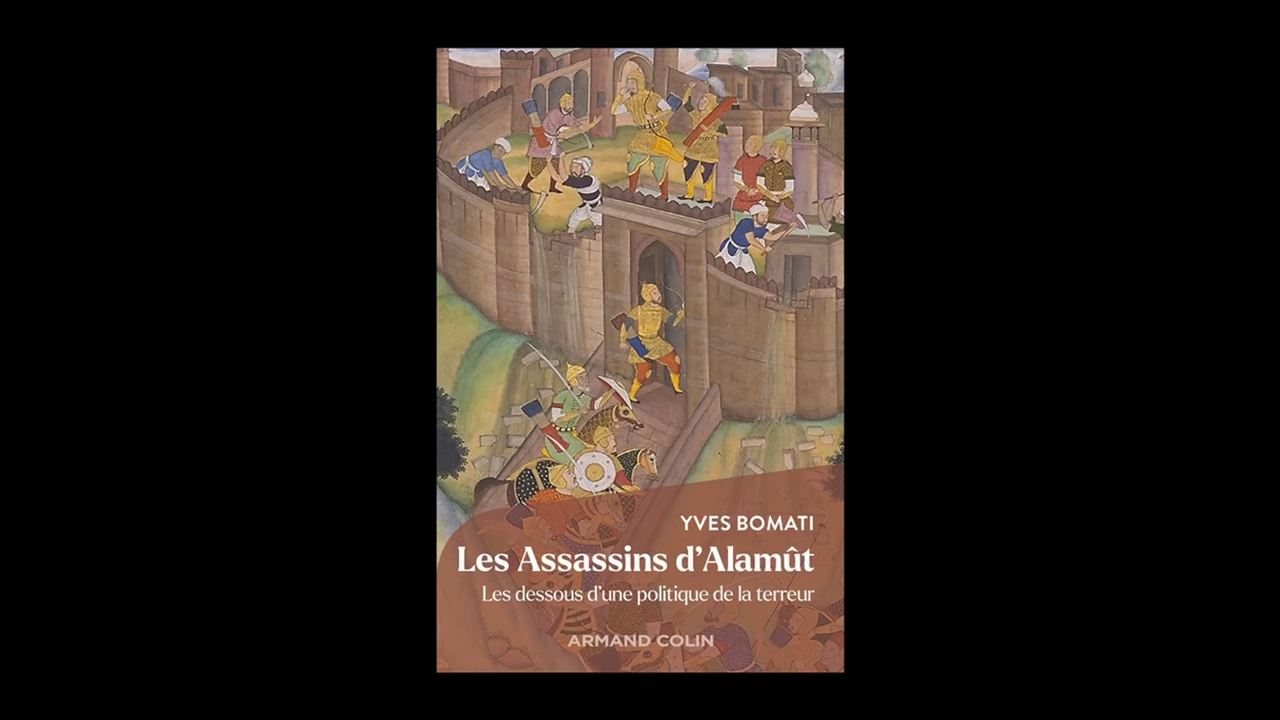 YVES BOMATI
Les Assassins d'Alamût
Les dessous d'une politique de la terreur
ARMAND COLIN